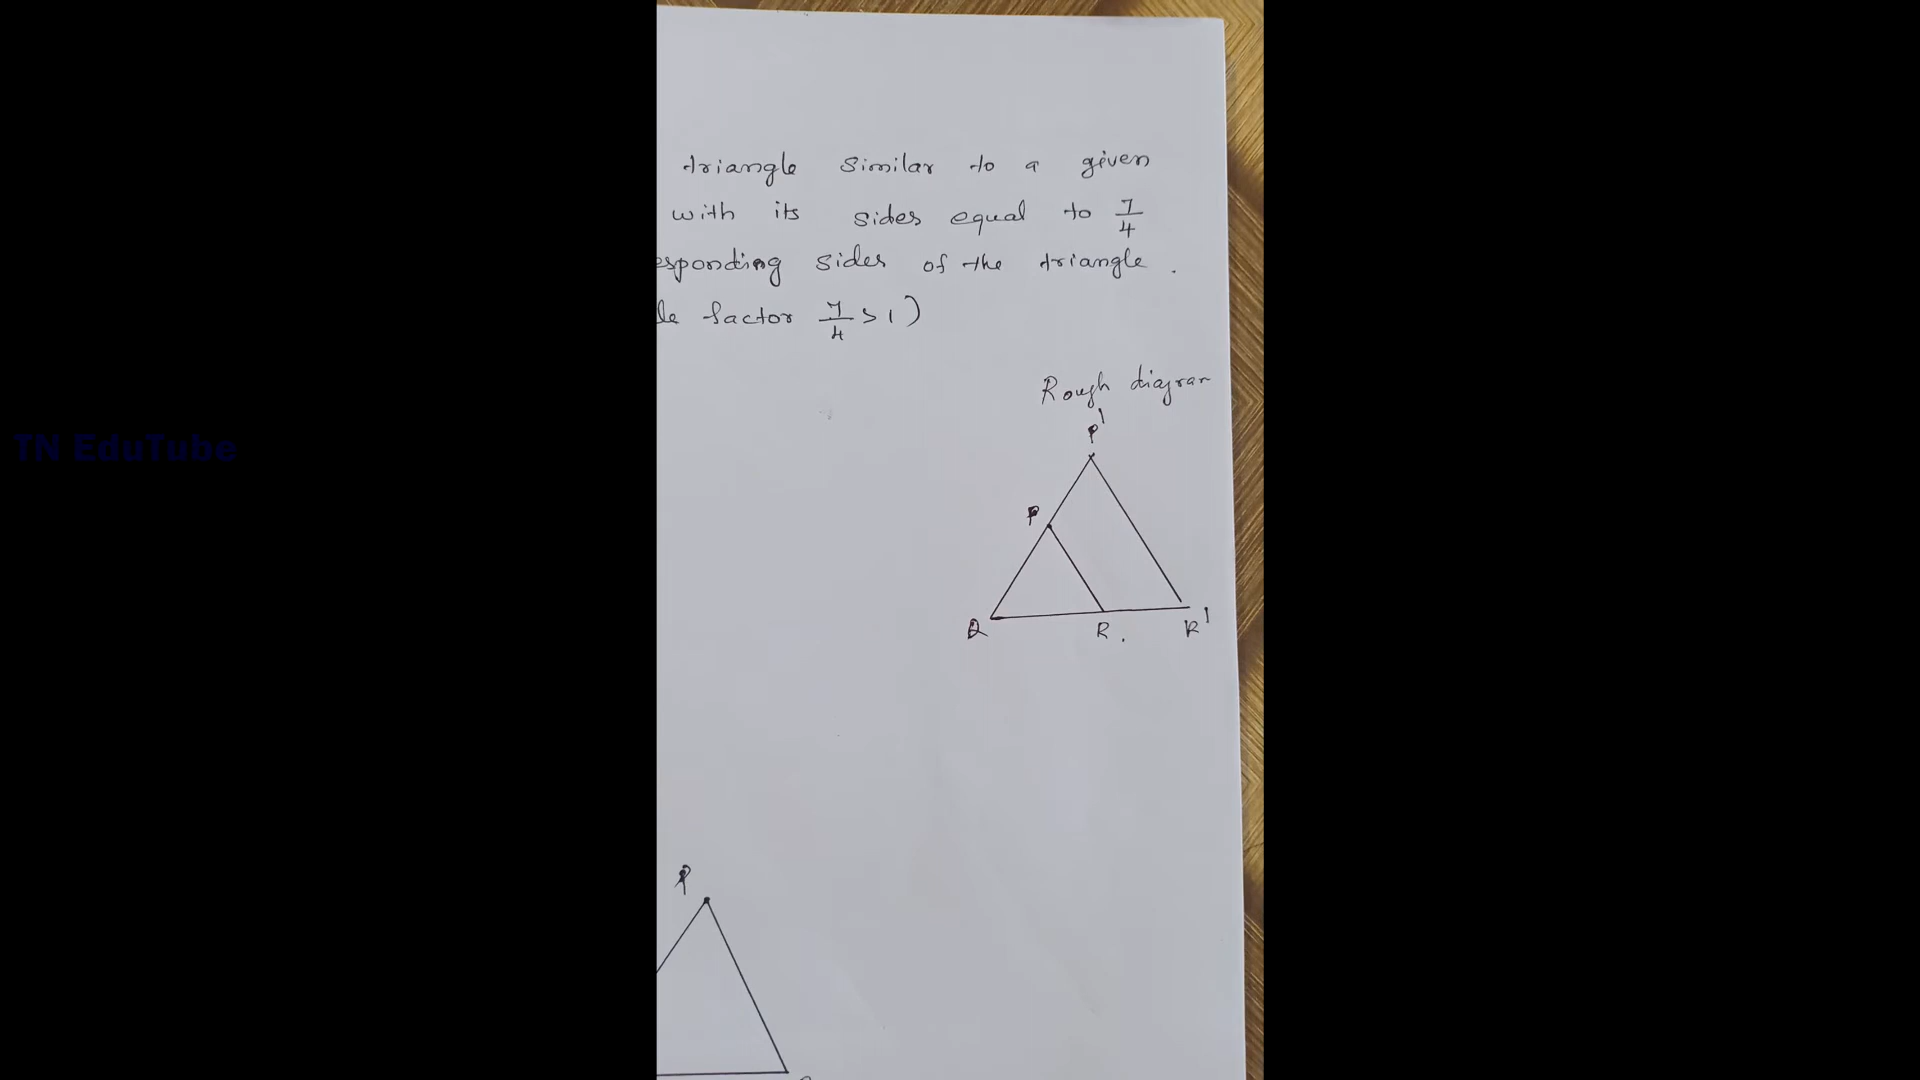 triangle similar to a given
with its sides equal to 7/4
esponding sides of the triangle.
le factor 7/4 > 1)
Rough diagram
P'
P
Q R. R'
TN EduTube
P